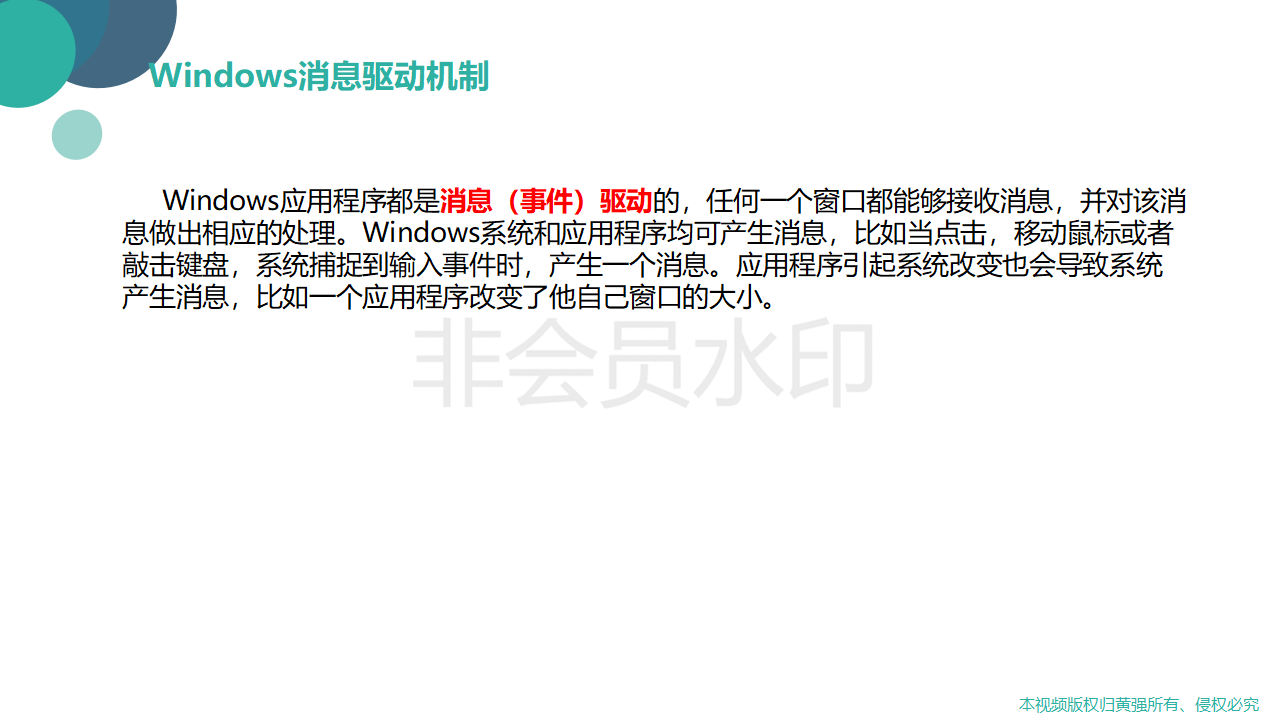 Windows消息驱动机制
Windows应用程序都是消息（事件）驱动的，任何一个窗口都能够接收消息，并对该消
息做出相应的处理。Windows系统和应用程序均可产生消息，比如当点击，移动鼠标或者
敲击键盘，系统捕捉到输入事件时，产生一个消息。应用程序引起系统改变也会导致系统
产生消息，比如一个应用程序改变了他自己窗口的大小。
非会员水印
本视频版权归黄强所有、侵权必究